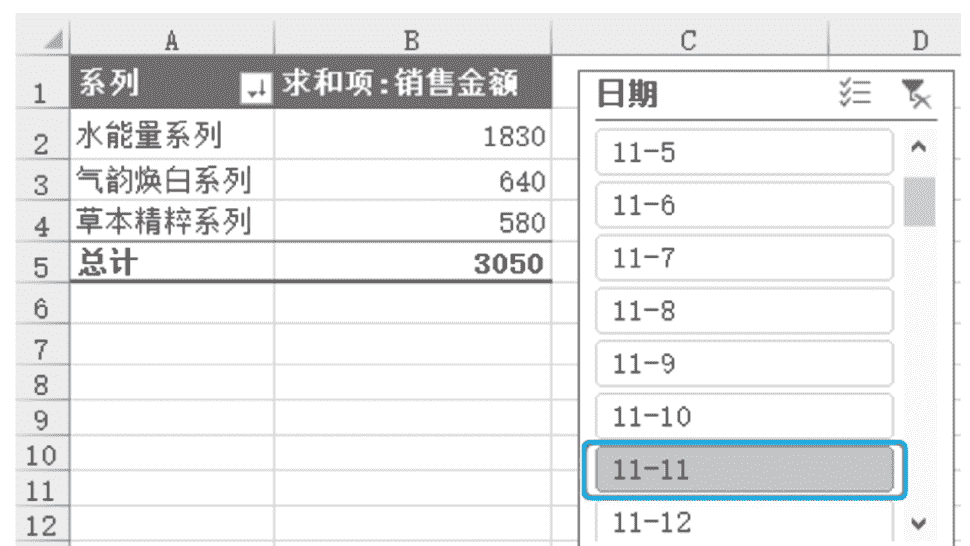 A B C D
1 系列 求和项:销售金额
2 水能量系列 1830
3 气韵焕白系列 640
4 草本精粹系列 580
5 总计 3050
6
7
8
9
10
11
12
日期
11-5
11-6
11-7
11-8
11-9
11-10
11-11
11-12